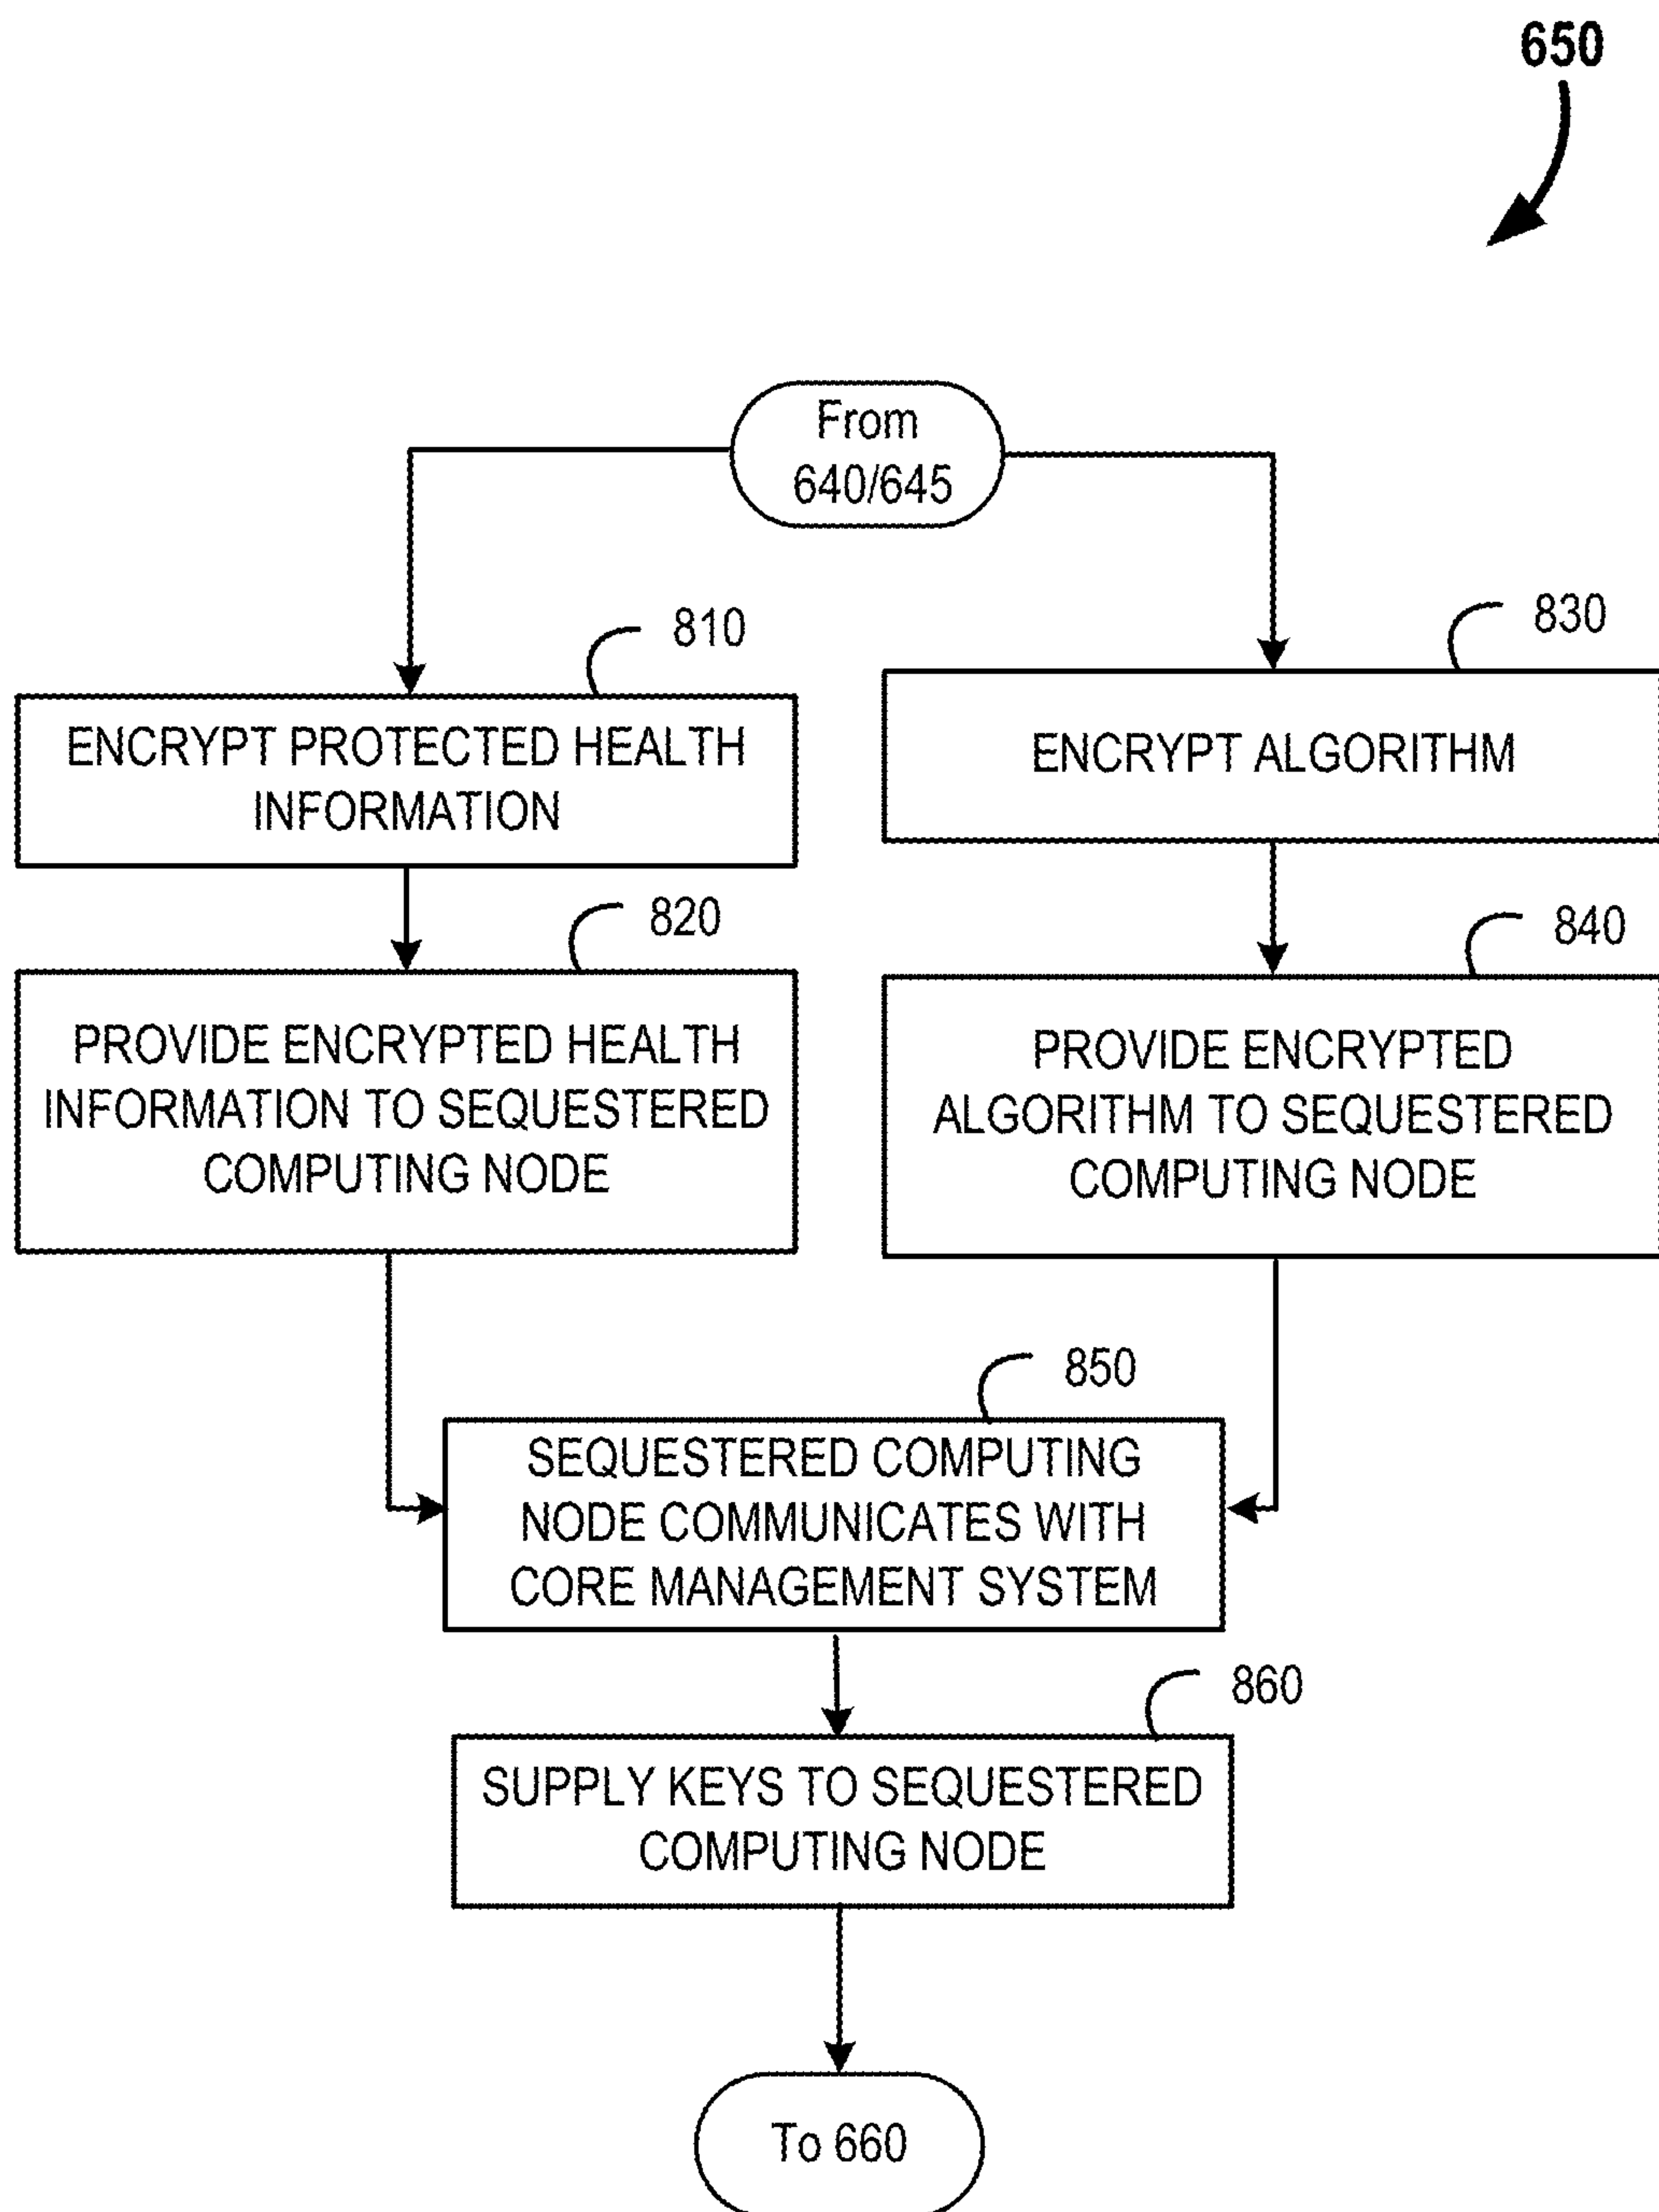 650
From
640/645
810
830
ENCRYPT PROTECTED HEALTH
INFORMATION
ENCRYPT ALGORITHM
820
840
PROVIDE ENCRYPTED HEALTH
INFORMATION TO SEQUESTERED
COMPUTING NODE
PROVIDE ENCRYPTED
ALGORITHM TO SEQUESTERED
COMPUTING NODE
850
SEQUESTERED COMPUTING
NODE COMMUNICATES WITH
CORE MANAGEMENT SYSTEM
860
SUPPLY KEYS TO SEQUESTERED
COMPUTING NODE
To 660